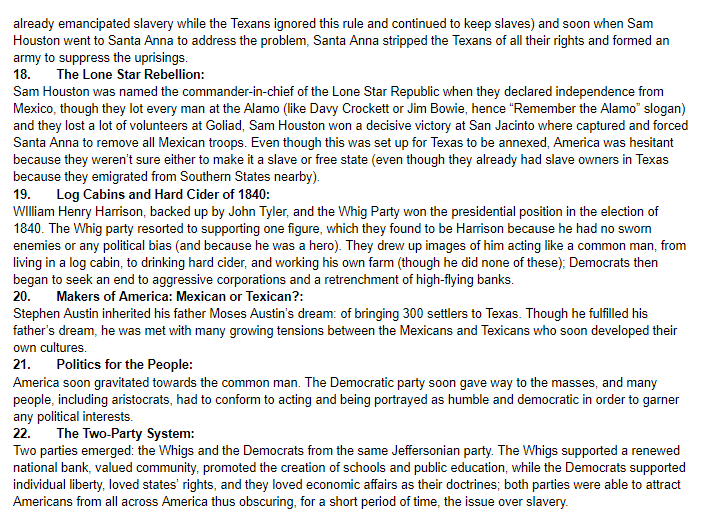 already emancipated slavery while the Texans ignored this rule and continued to keep slaves) and soon when Sam
Houston went to Santa Anna to address the problem, Santa Anna stripped the Texans of all their rights and formed an
army to suppress the uprisings.
18. The Lone Star Rebellion:
Sam Houston was named the commander-in-chief of the Lone Star Republic when they declared independence from
Mexico, though they lot every man at the Alamo (like Davy Crockett or Jim Bowie, hence “Remember the Alamo” slogan)
and they lost a lot of volunteers at Goliad, Sam Houston won a decisive victory at San Jacinto where captured and forced
Santa Anna to remove all Mexican troops. Even though this was set up for Texas to be annexed, America was hesitant
because they weren’t sure either to make it a slave or free state (even though they already had slave owners in Texas
because they emigrated from Southern States nearby).
19. Log Cabins and Hard Cider of 1840:
WIlliam Henry Harrison, backed up by John Tyler, and the Whig Party won the presidential position in the election of
1840. The Whig party resorted to supporting one figure, which they found to be Harrison because he had no sworn
enemies or any political bias (and because he was a hero). They drew up images of him acting like a common man, from
living in a log cabin, to drinking hard cider, and working his own farm (though he did none of these); Democrats then
began to seek an end to aggressive corporations and a retrenchment of high-flying banks.
20. Makers of America: Mexican or Texican?:
Stephen Austin inherited his father Moses Austin’s dream: of bringing 300 settlers to Texas. Though he fulfilled his
father’s dream, he was met with many growing tensions between the Mexicans and Texicans who soon developed their
own cultures.
21. Politics for the People:
America soon gravitated towards the common man. The Democratic party soon gave way to the masses, and many
people, including aristocrats, had to conform to acting and being portrayed as humble and democratic in order to garner
any political interests.
22. The Two-Party System:
Two parties emerged: the Whigs and the Democrats from the same Jeffersonian party. The Whigs supported a renewed
national bank, valued community, promoted the creation of schools and public education, while the Democrats supported
individual liberty, loved states’ rights, and they loved economic affairs as their doctrines; both parties were able to attract
Americans from all across America thus obscuring, for a short period of time, the issue over slavery.